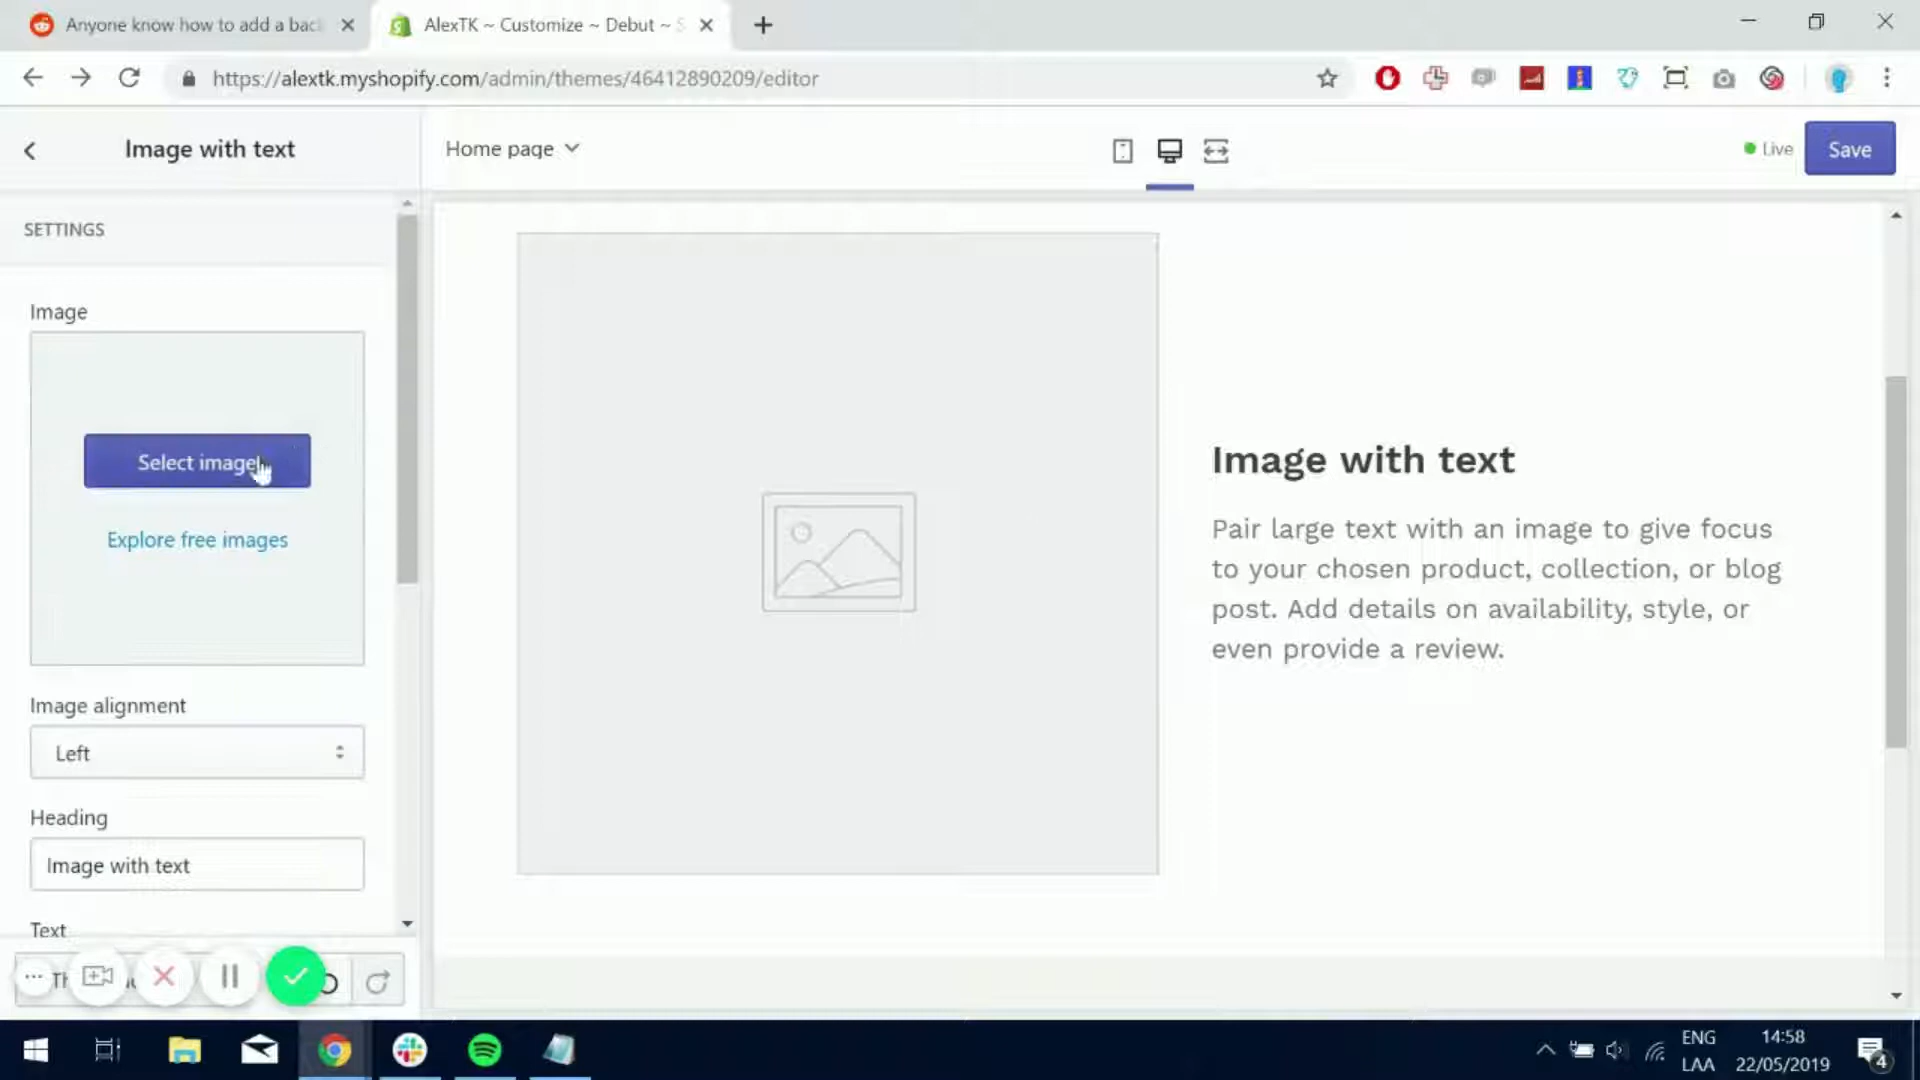 Anyone know how to add a bac
AlexTK ~ Customize ~ Debut ~ S
https://alextk.myshopify.com/admin/themes/46412890209/editor
Image with text
Home page
Live
Save
SETTINGS
Image
Select image
Explore free images
Image alignment
Left
Heading
Image with text
Text
Image with text
Pair large text with an image to give focus
to your chosen product, collection, or blog
post. Add details on availability, style, or
even provide a review.
ENG
LAA
14:58
22/05/2019
4